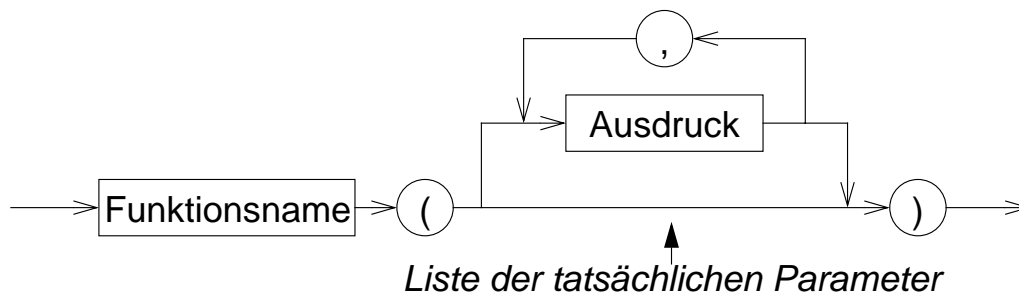 ,
Ausdruck
Funktionsname ( )
Liste der tatsächlichen Parameter